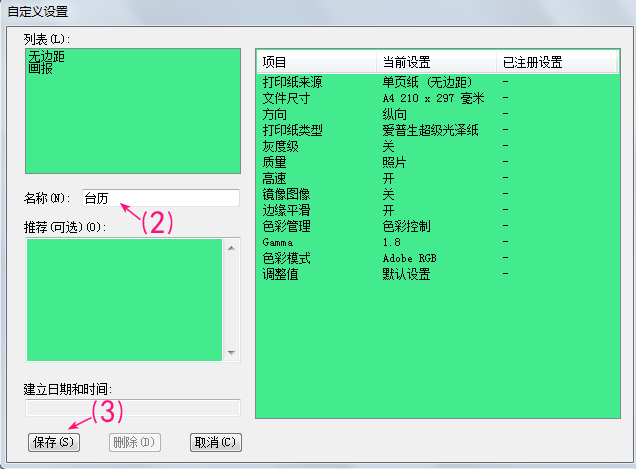 自定义设置
列表(L):
无边距
画报
名称(N): 台历
(2)
推荐(可选)(O):
建立日期和时间:
(3)
保存(S) 删除(D) 取消(C)
项目 当前设置 已注册设置
打印纸来源 单页纸 (无边距) -
文件尺寸 A4 210 x 297 毫米 -
方向 纵向 -
打印纸类型 爱普生超级光泽纸 -
灰度级 关 -
质量 照片 -
高速 开 -
镜像图像 关 -
边缘平滑 开 -
色彩管理 色彩控制 -
Gamma 1.8 -
色彩模式 Adobe RGB -
调整值 默认设置 -